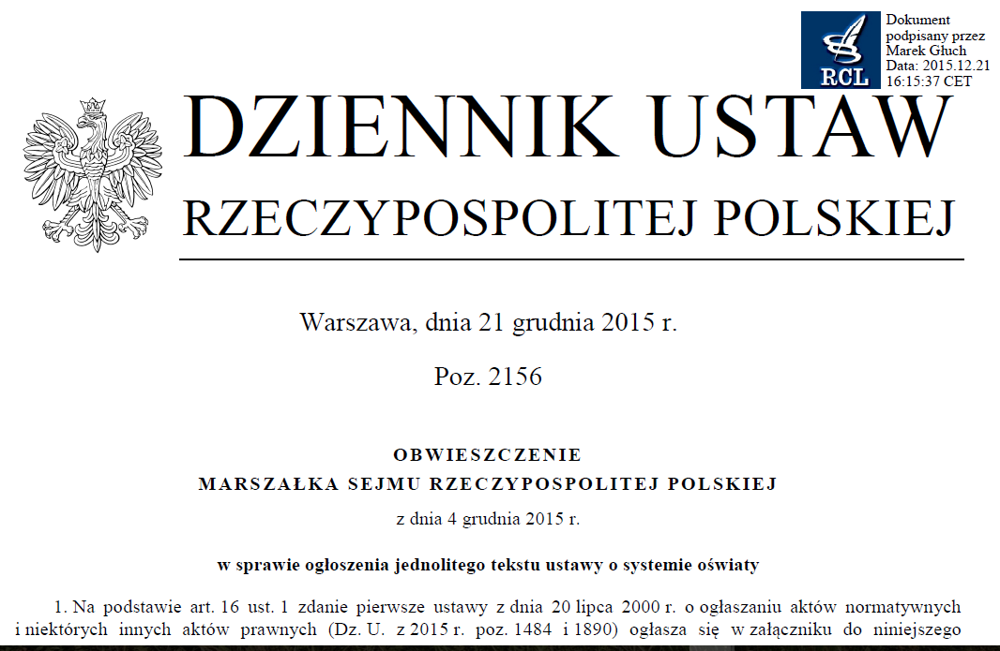 RCL
Dokument
podpisany przez
Marek Głuch
Data: 2015.12.21
16:15:37 CET
DZIENNIK USTAW
RZECZYPOSPOLITEJ POLSKIEJ
Warszawa, dnia 21 grudnia 2015 r.
Poz. 2156
OBWIESZCZENIE
MARSZAŁKA SEJMU RZECZYPOSPOLITEJ POLSKIEJ
z dnia 4 grudnia 2015 r.
w sprawie ogłoszenia jednolitego tekstu ustawy o systemie oświaty
1. Na podstawie art. 16 ust. 1 zdanie pierwsze ustawy z dnia 20 lipca 2000 r. o ogłaszaniu aktów normatywnych
i niektórych innych aktów prawnych (Dz. U. z 2015 r. poz. 1484 i 1890) ogłasza się w załączniku do niniejszego